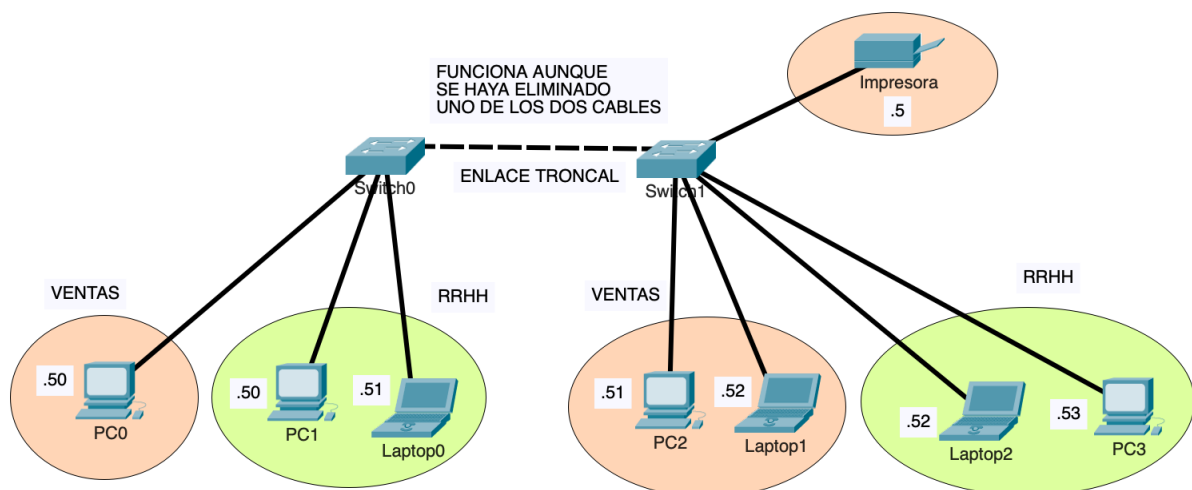 FUNCIONA AUNQUE
SE HAYA ELIMINADO
UNO DE LOS DOS CABLES
Impresora
.5
Switch0
ENLACE TRONCAL
Switch1
VENTAS
RRHH
VENTAS
RRHH
.50
PC0
.50
PC1
.51
Laptop0
.51
PC2
.52
Laptop1
.52
Laptop2
.53
PC3